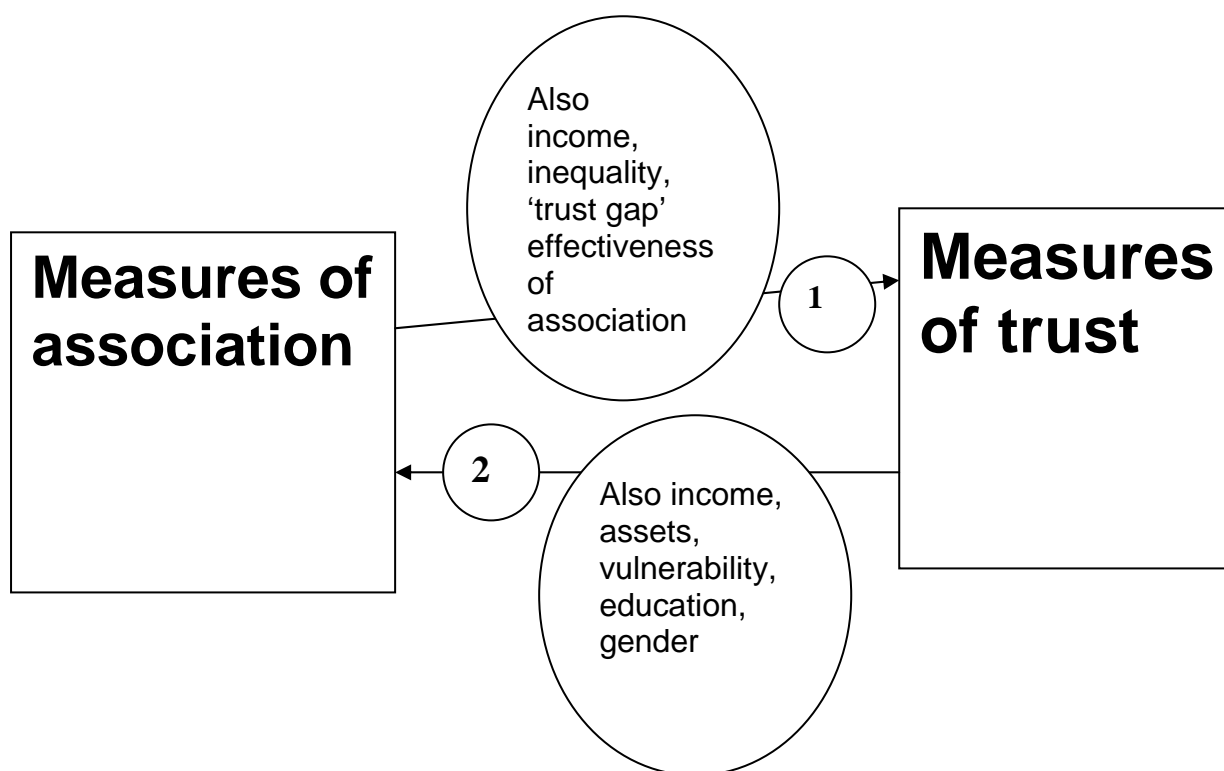 Also
income,
inequality,
‘trust gap’
effectiveness
of
association
Measures of
association
1
Measures
of trust
2
Also income,
assets,
vulnerability,
education,
gender